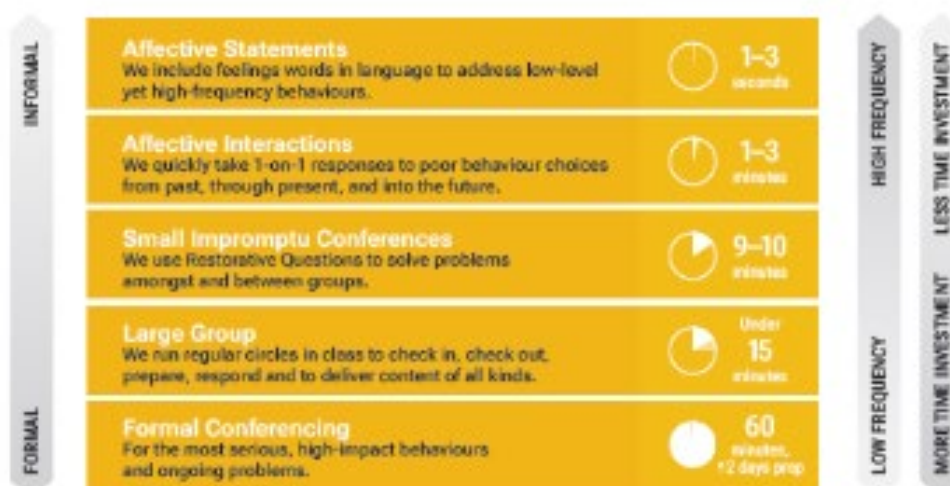 INFORMAL
FORMAL
Affective Statements
We include feelings words in language to address low-level
yet high-frequency behaviours.
1–3
seconds
Affective Interactions
We quickly take 1-on-1 responses to poor behaviour choices
from past, through present, and into the future.
1–3
minutes
Small Impromptu Conferences
We use Restorative Questions to solve problems
amongst and between groups.
9–10
minutes
Large Group
We run regular circles in class to check in, check out,
prepare, respond and to deliver content of all kinds.
Under
15
minutes
Formal Conferencing
For the most serious, high-impact behaviours
and ongoing problems.
60
minutes,
+2 days prep
HIGH FREQUENCY
LOW FREQUENCY
LESS TIME INVESTMENT
MORE TIME INVESTMENT